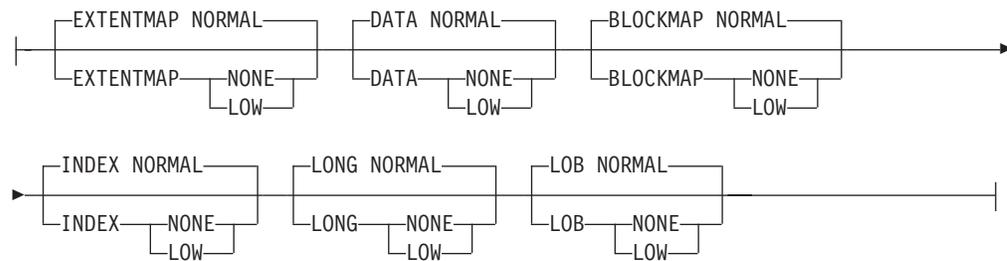 EXTENTMAP NORMAL DATA NORMAL BLOCKMAP NORMAL
EXTENTMAP NONE DATA NONE BLOCKMAP NONE
LOW LOW LOW
INDEX NORMAL LONG NORMAL LOB NORMAL
INDEX NONE LONG NONE LOB NONE
LOW LOW LOW